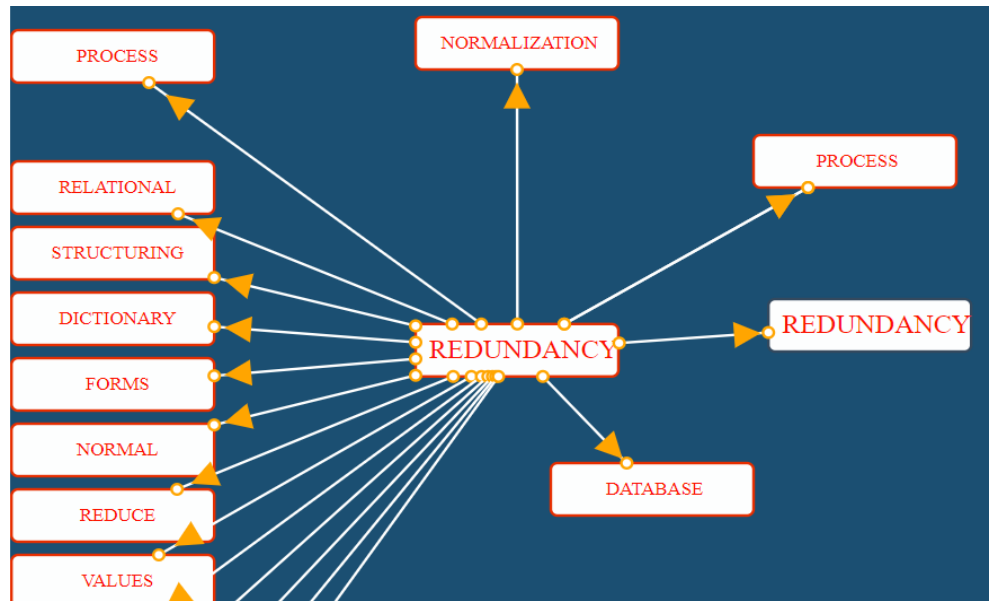 PROCESS
NORMALIZATION
PROCESS
RELATIONAL
STRUCTURING
DICTIONARY
REDUNDANCY
REDUNDANCY
FORMS
NORMAL
DATABASE
REDUCE
VALUES